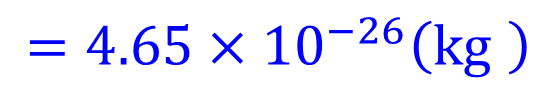 = 4.65 × 10⁻²⁶(kg )